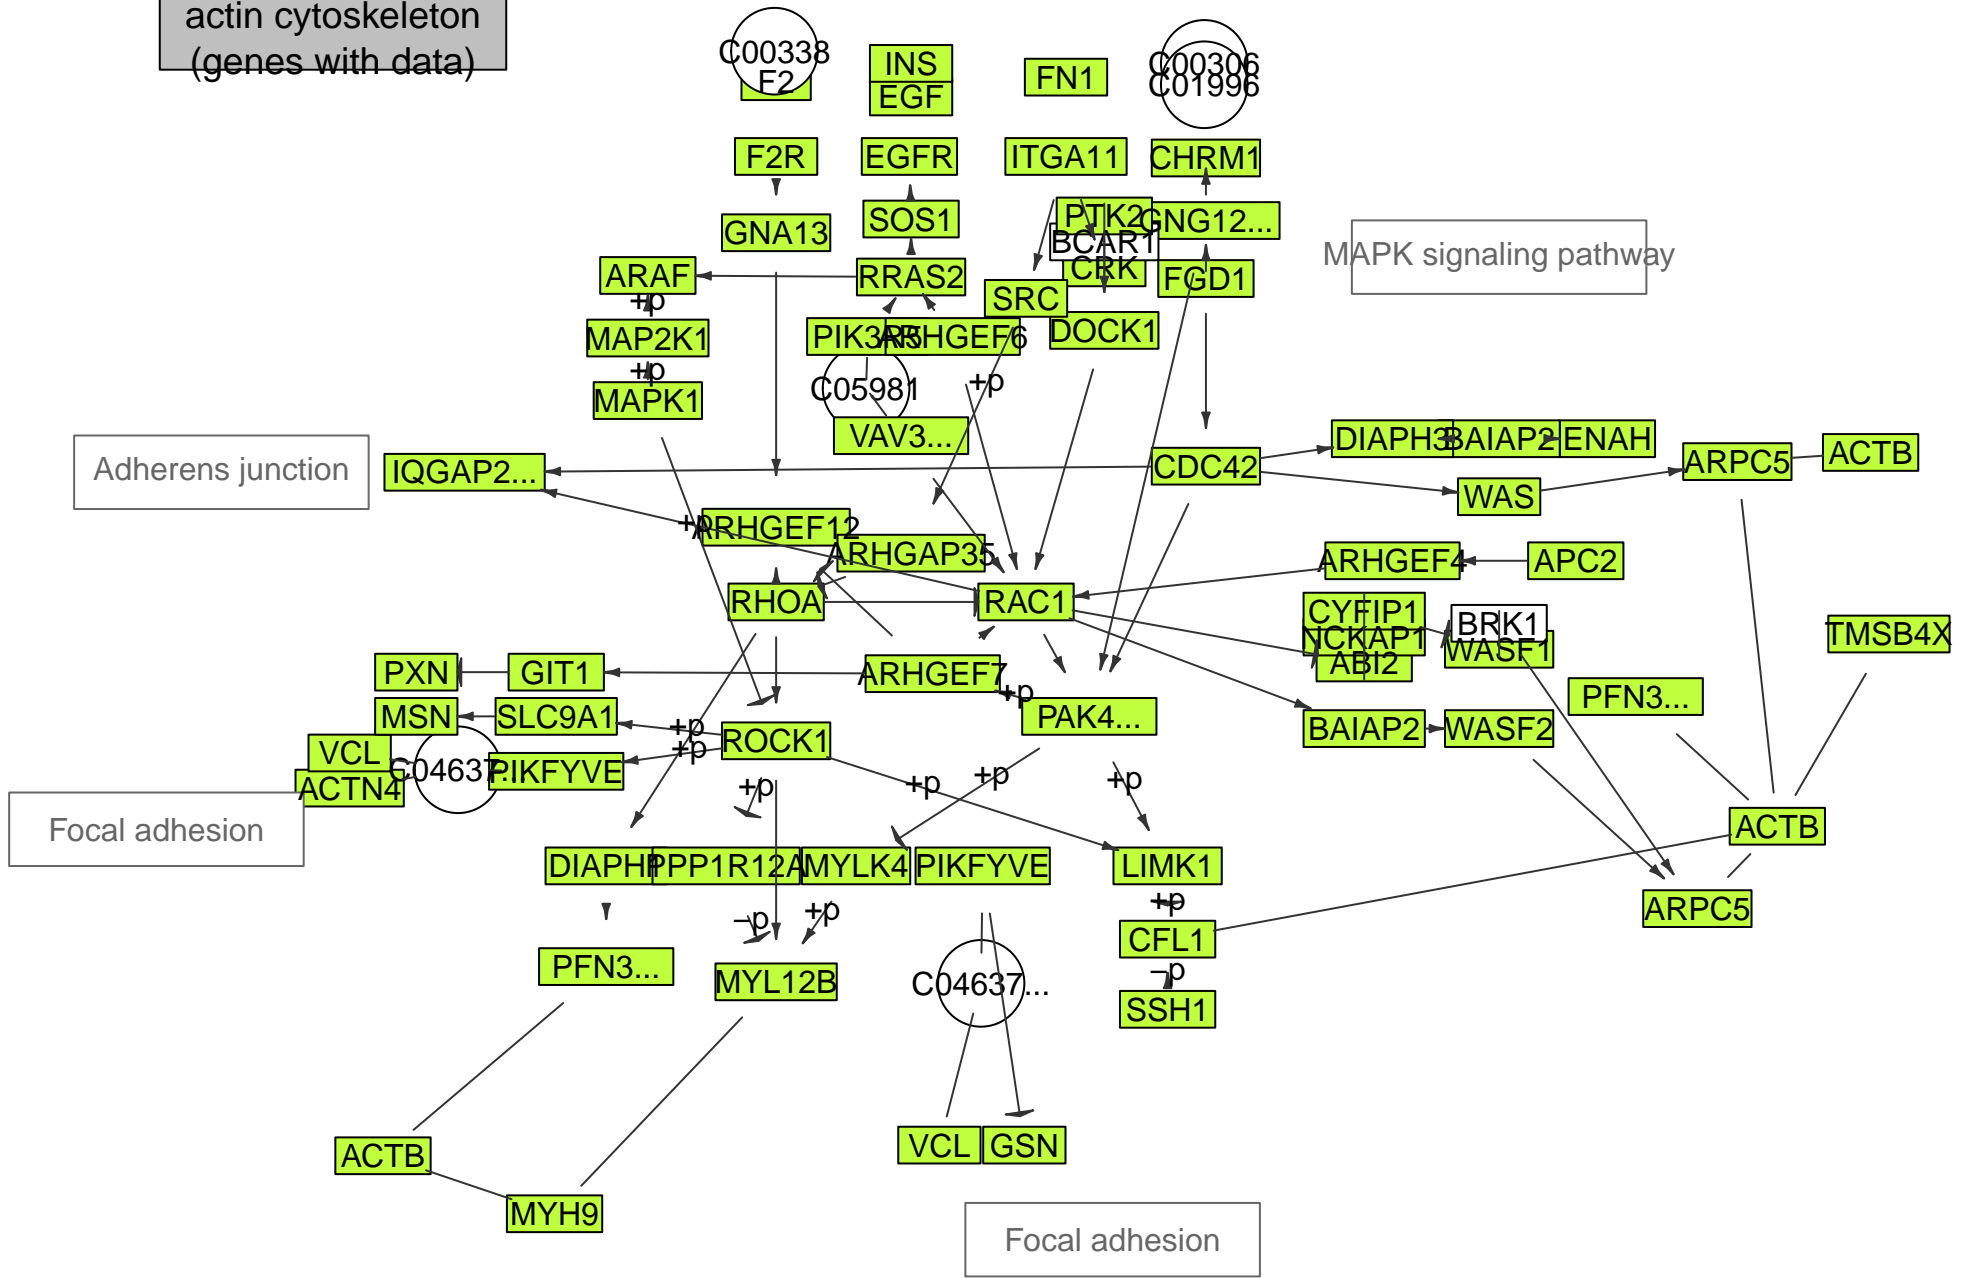 actin cytoskeleton
(genes with data)
C00338
F2
INS
EGF
FN1
C00306
C01996
F2R
EGFR
ITGA11
CHRM1
GNA13
SOS1
PTK2
GNG12...
BCAR1
MAPK signaling pathway
ARAF
RRAS2
CRK
FGD1
SRC
+p
MAP2K1
PIK3R5
ARHGEF6
DOCK1
+p
C05981
+p
MAPK1
VAV3...
DIAPH3
BAIAP2
ENAH
ACTB
Adherens junction
IQGAP2...
CDC42
ARPC5
WAS
+p
ARHGEF12
ARHGAP35
ARHGEF4
APC2
RHOA
RAC1
CYFIP1
BRK1
NCKAP1
WASF1
TMSB4X
ABI2
PXN
GIT1
ARHGEF7
+p
PFN3...
MSN
SLC9A1
+p
PAK4...
VCL
ROCK1
BAIAP2
WASF2
+p
C04637...
PIKFYVE
ACTN4
+p
+p
+p
+p
Focal adhesion
ACTB
PPP1R12A
MYLK4
PIKFYVE
LIMK1
+p
ARPC5
−p
+p
CFL1
PFN3...
MYL12B
C04637...
−p
SSH1
VCL
GSN
ACTB
MYH9
Focal adhesion